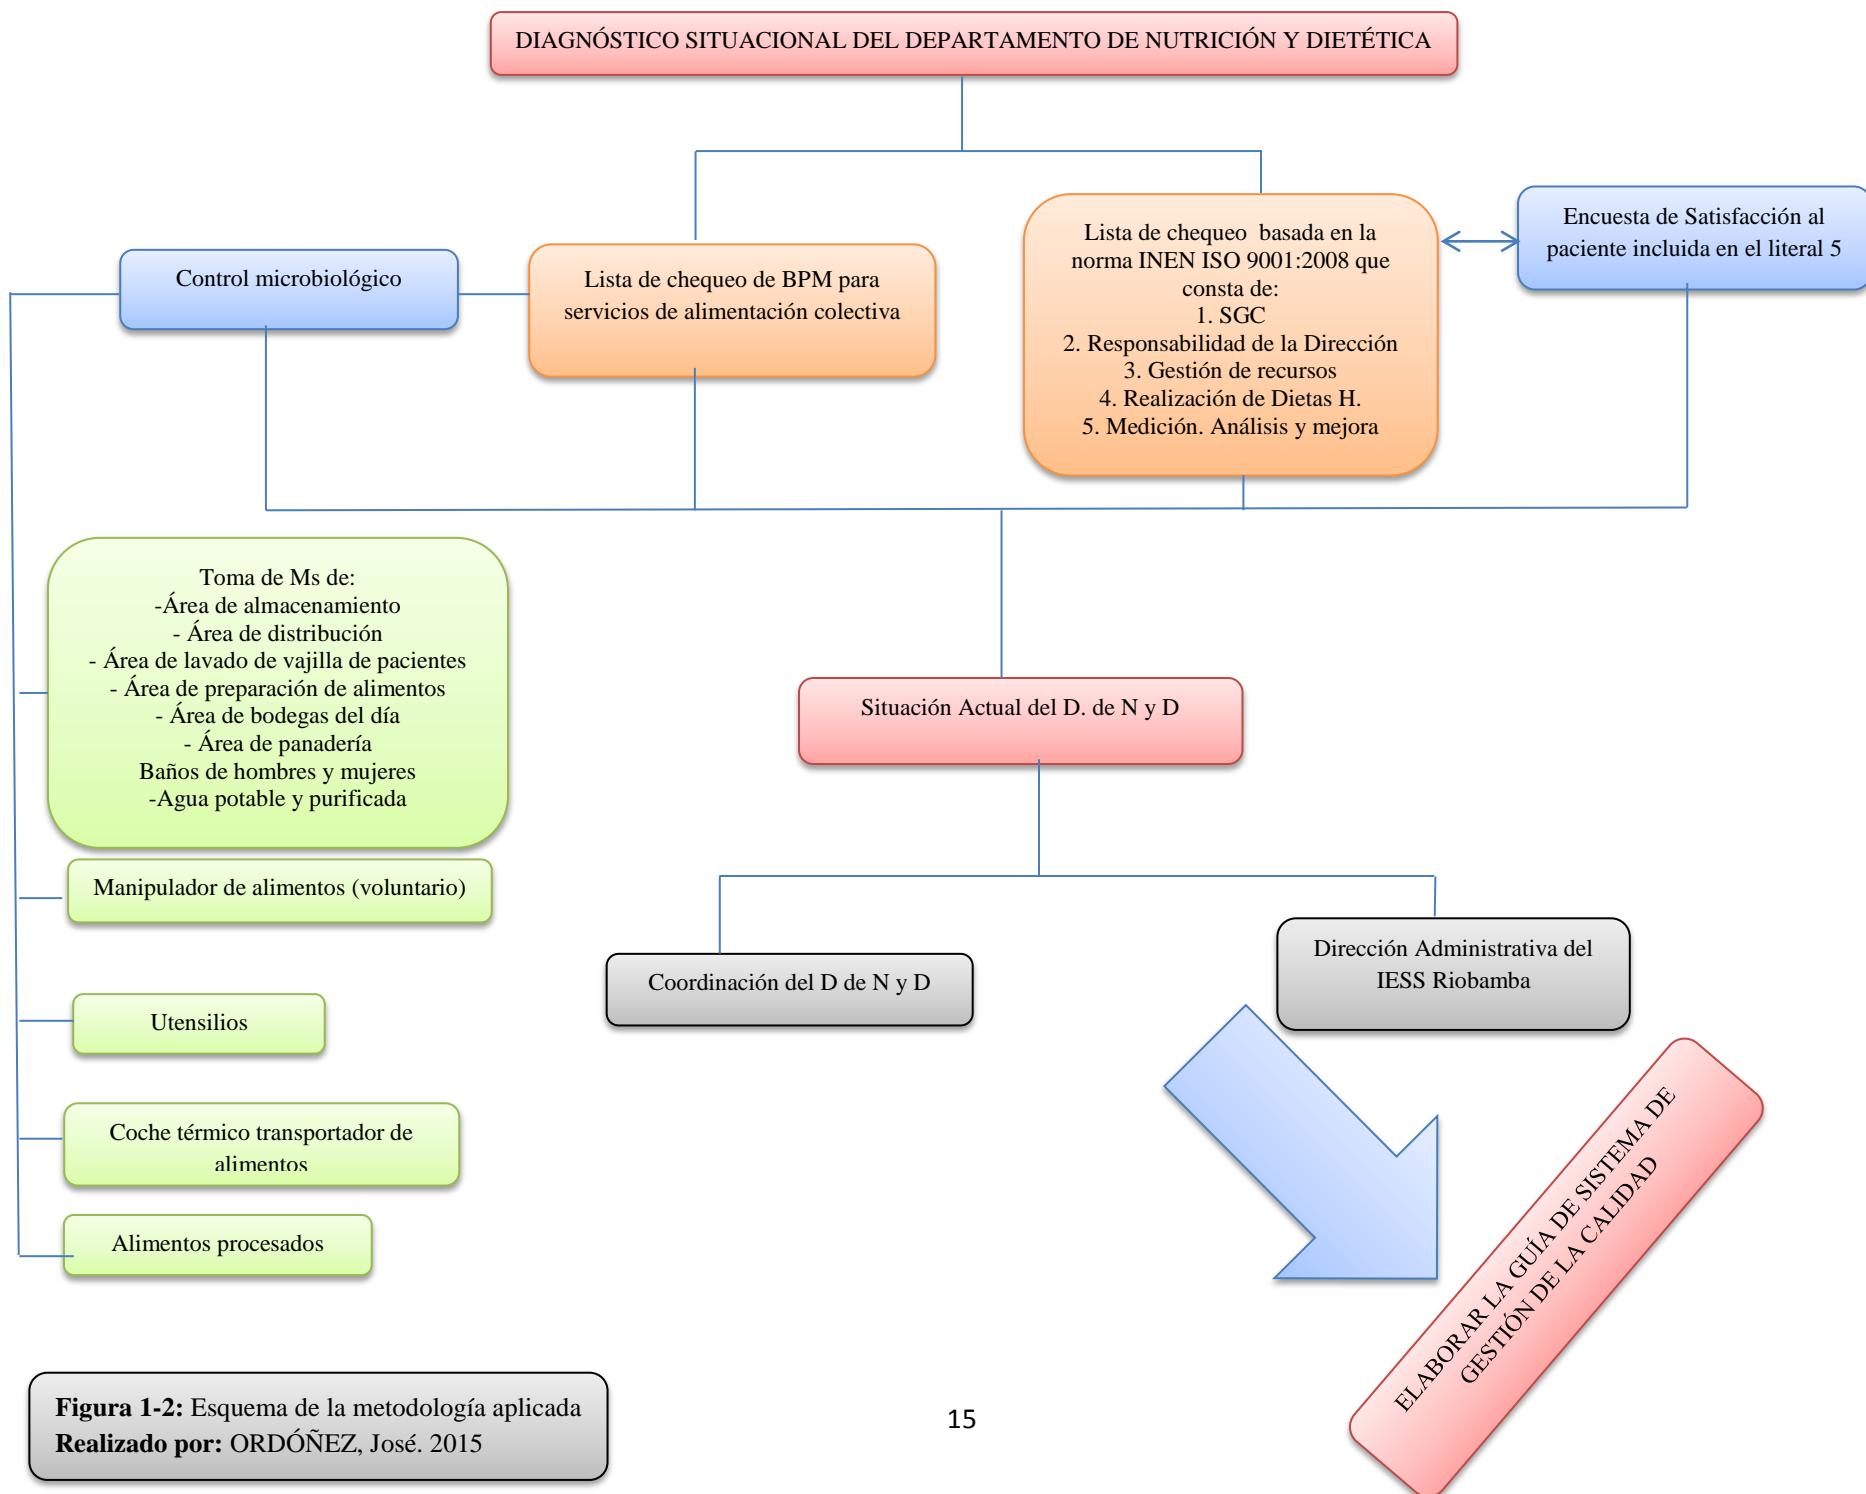 DIAGNÓSTICO SITUACIONAL DEL DEPARTAMENTO DE NUTRICIÓN Y DIETÉTICA
Control microbiológico
Lista de chequeo de BPM para
servicios de alimentación colectiva
Lista de chequeo basada en la
norma INEN ISO 9001:2008 que
consta de:
1. SGC
2. Responsabilidad de la Dirección
3. Gestión de recursos
4. Realización de Dietas H.
5. Medición. Análisis y mejora
Encuesta de Satisfacción al
paciente incluida en el literal 5
Toma de Ms de:
-Área de almacenamiento
- Área de distribución
- Área de lavado de vajilla de pacientes
- Área de preparación de alimentos
- Área de bodegas del día
- Área de panadería
Baños de hombres y mujeres
-Agua potable y purificada
Manipulador de alimentos (voluntario)
Utensilios
Coche térmico transportador de
alimentos
Alimentos procesados
Situación Actual del D. de N y D
Coordinación del D de N y D
Dirección Administrativa del
IESS Riobamba
ELABORAR LA GUÍA DE SISTEMA DE
GESTIÓN DE LA CALIDAD
Figura 1-2: Esquema de la metodología aplicada
Realizado por: ORDÓÑEZ, José. 2015
15